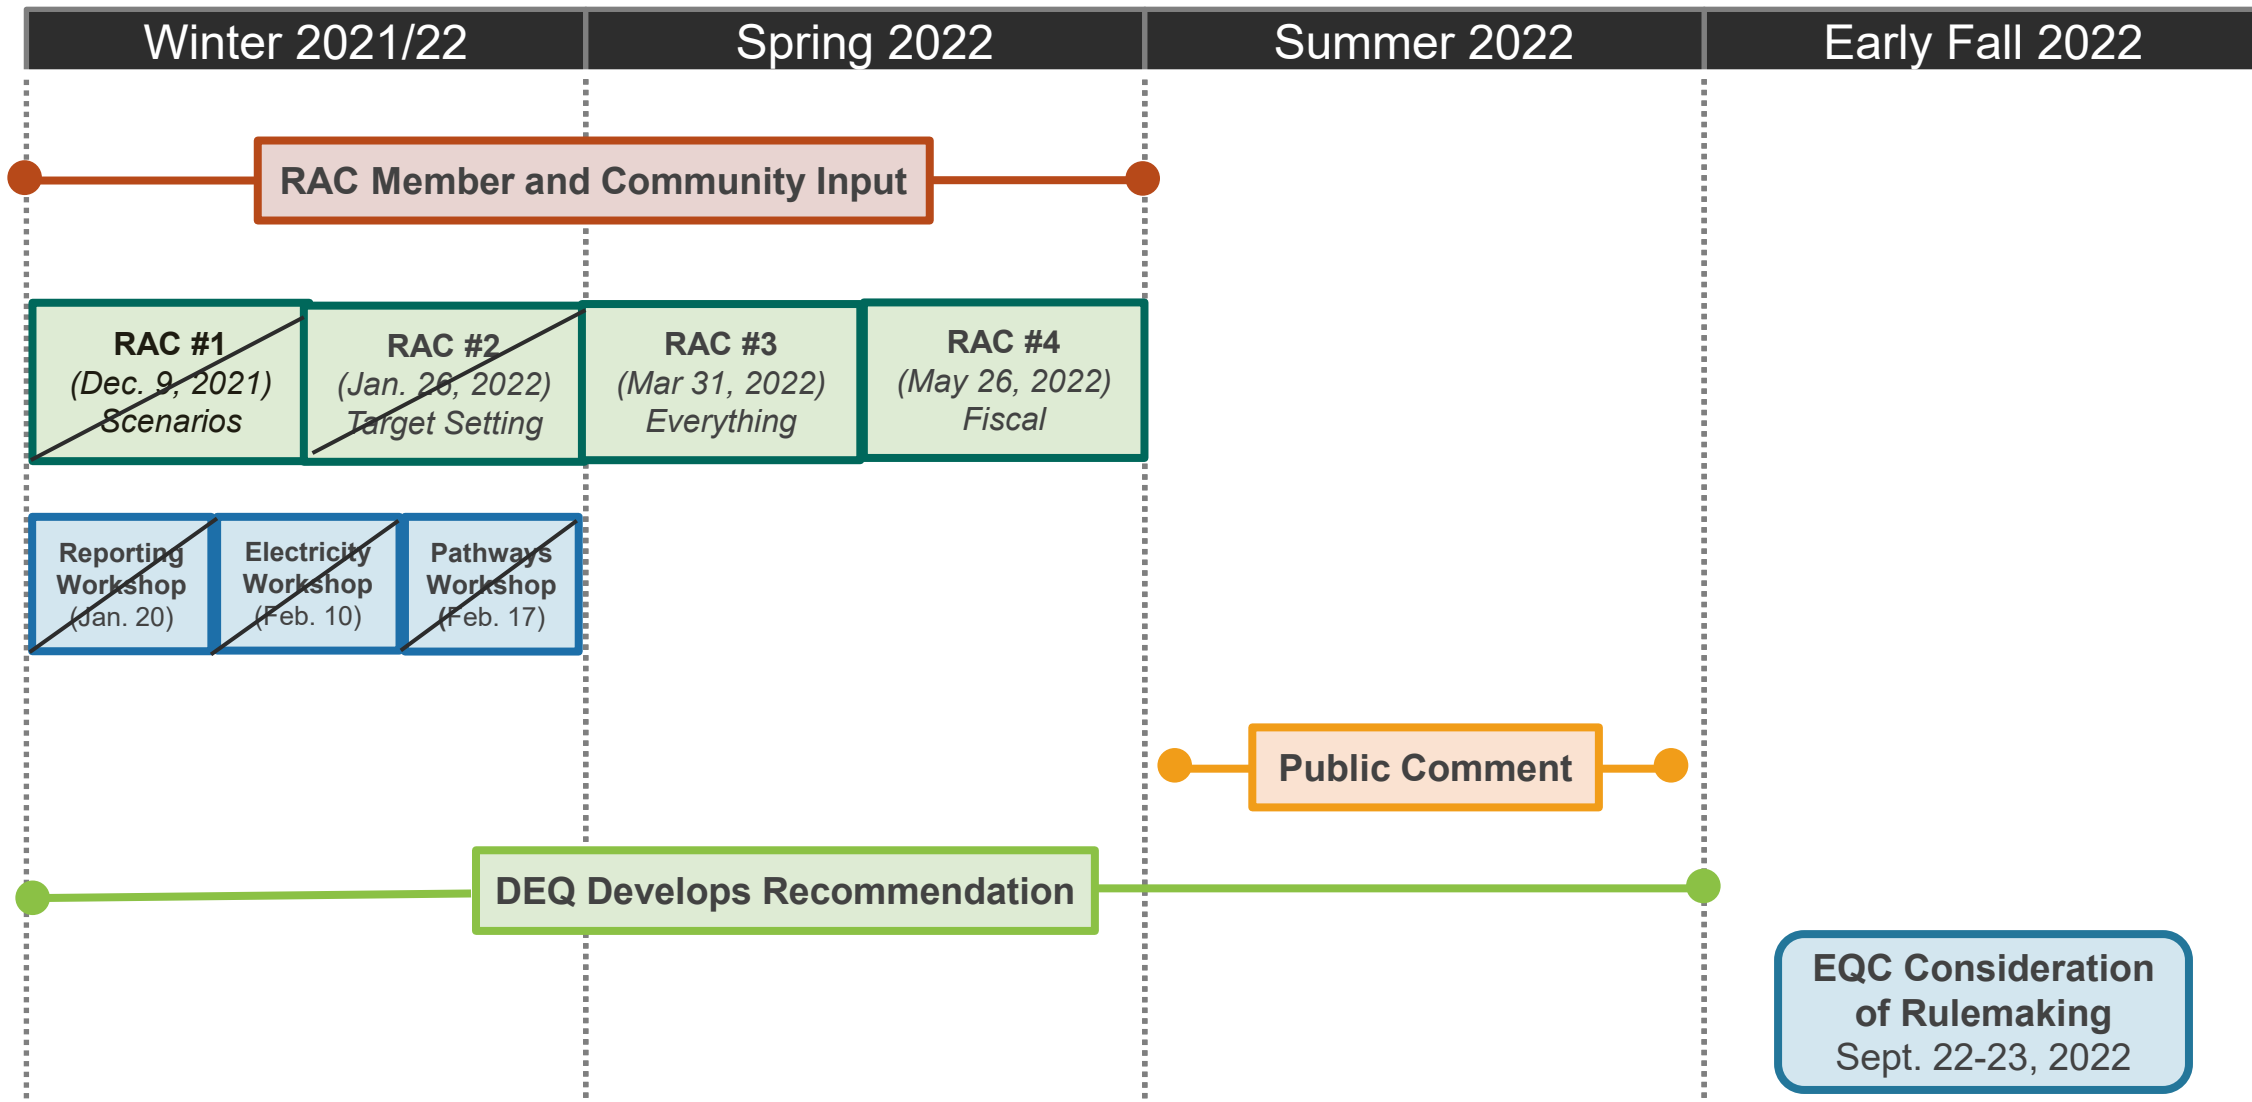 Winter 2021/22
Spring 2022
Summer 2022
Early Fall 2022
RAC Member and Community Input
RAC #1
(Dec. 9, 2021)
Scenarios
RAC #2
(Jan. 26, 2022)
Target Setting
RAC #3
(Mar 31, 2022)
Everything
RAC #4
(May 26, 2022)
Fiscal
Reporting
Workshop
(Jan. 20)
Electricity
Workshop
(Feb. 10)
Pathways
Workshop
(Feb. 17)
Public Comment
DEQ Develops Recommendation
EQC Consideration
of Rulemaking
Sept. 22-23, 2022